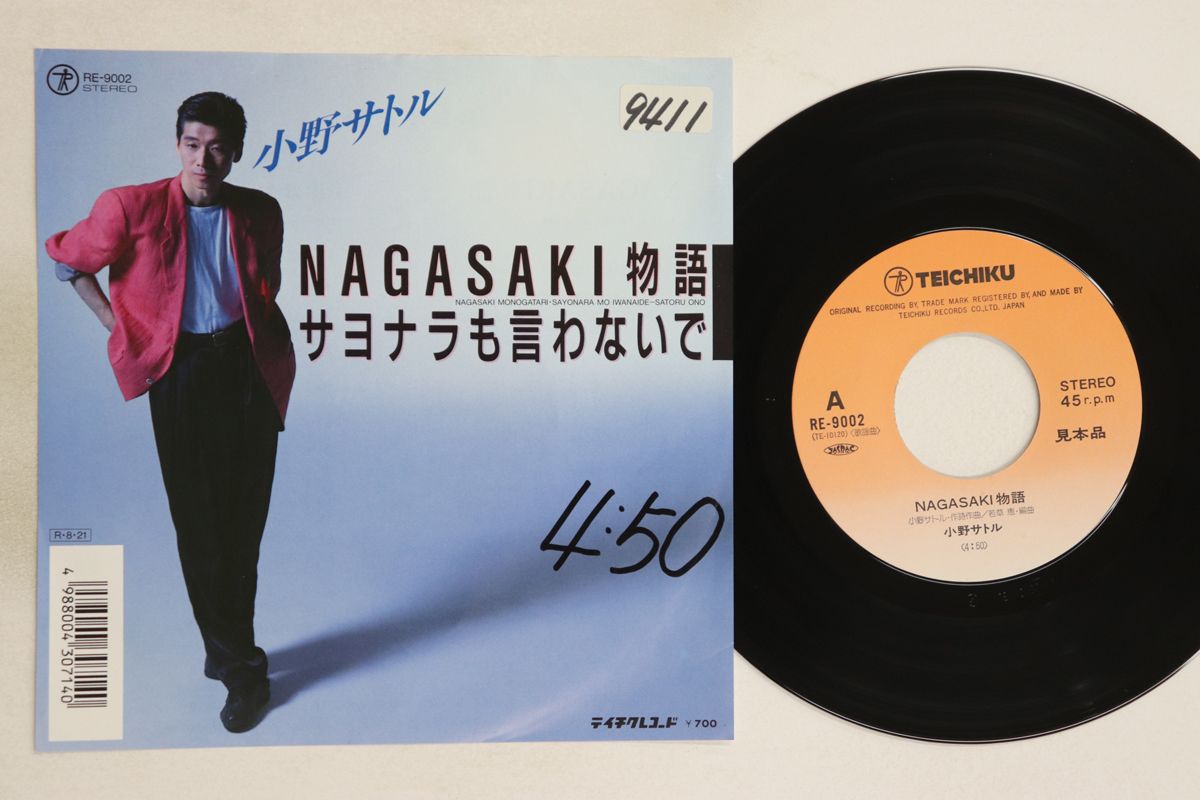 RE-9002
STEREO
小野サトル
9411
NAGASAKI物語
NAGASAKI MONOGATARI・SAYONARA MO IWANAIDE—SATORU ONO
サヨナラも言わないで
4:50
R・8・21
4 988004 307140
テイチクレコード ￥700
TEICHIKU
ORIGINAL RECORDING BY, TRADE MARK REGISTERED BY, AND MADE BY
TEICHIKU RECORDS CO.,LTD. JAPAN
A
RE-9002
(TE-10120)〈歌謡曲〉
JASRAC
STEREO
45r.p.m
見本品
NAGASAKI物語
小野サトル・作詩作曲／若草 恵・編曲
小野サトル
(4:50)